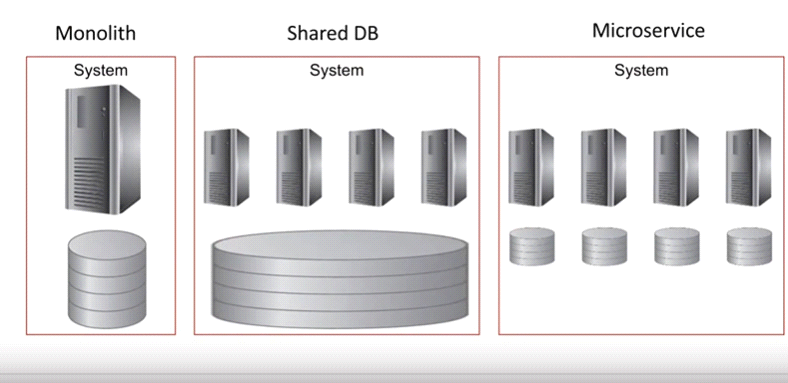 Monolith
Shared DB
Microservice
System
System
System